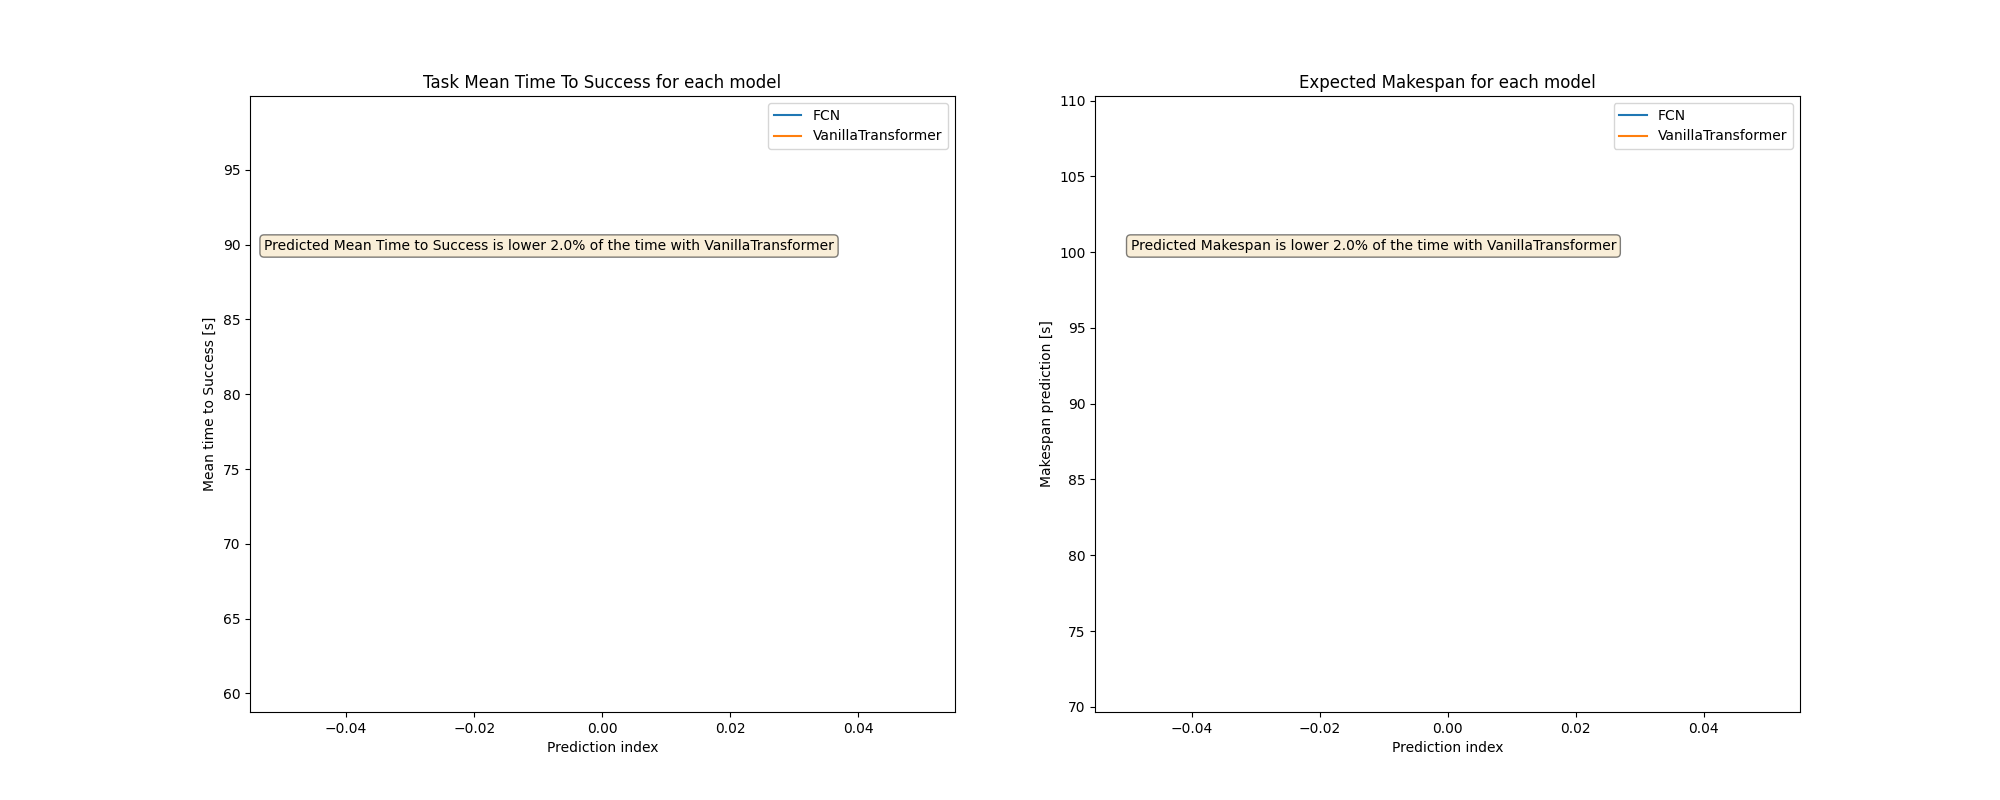 Task Mean Time To Success for each model
FCN
VanillaTransformer
95
90
85
80
75
70
65
60
Predicted Mean Time to Success is lower 2.0% of the time with VanillaTransformer
Mean time to Success [s]
−0.04
−0.02
0.00
0.02
0.04
Prediction index
Expected Makespan for each model
FCN
VanillaTransformer
110
105
100
95
90
85
80
75
70
Predicted Makespan is lower 2.0% of the time with VanillaTransformer
Makespan prediction [s]
−0.04
−0.02
0.00
0.02
0.04
Prediction index